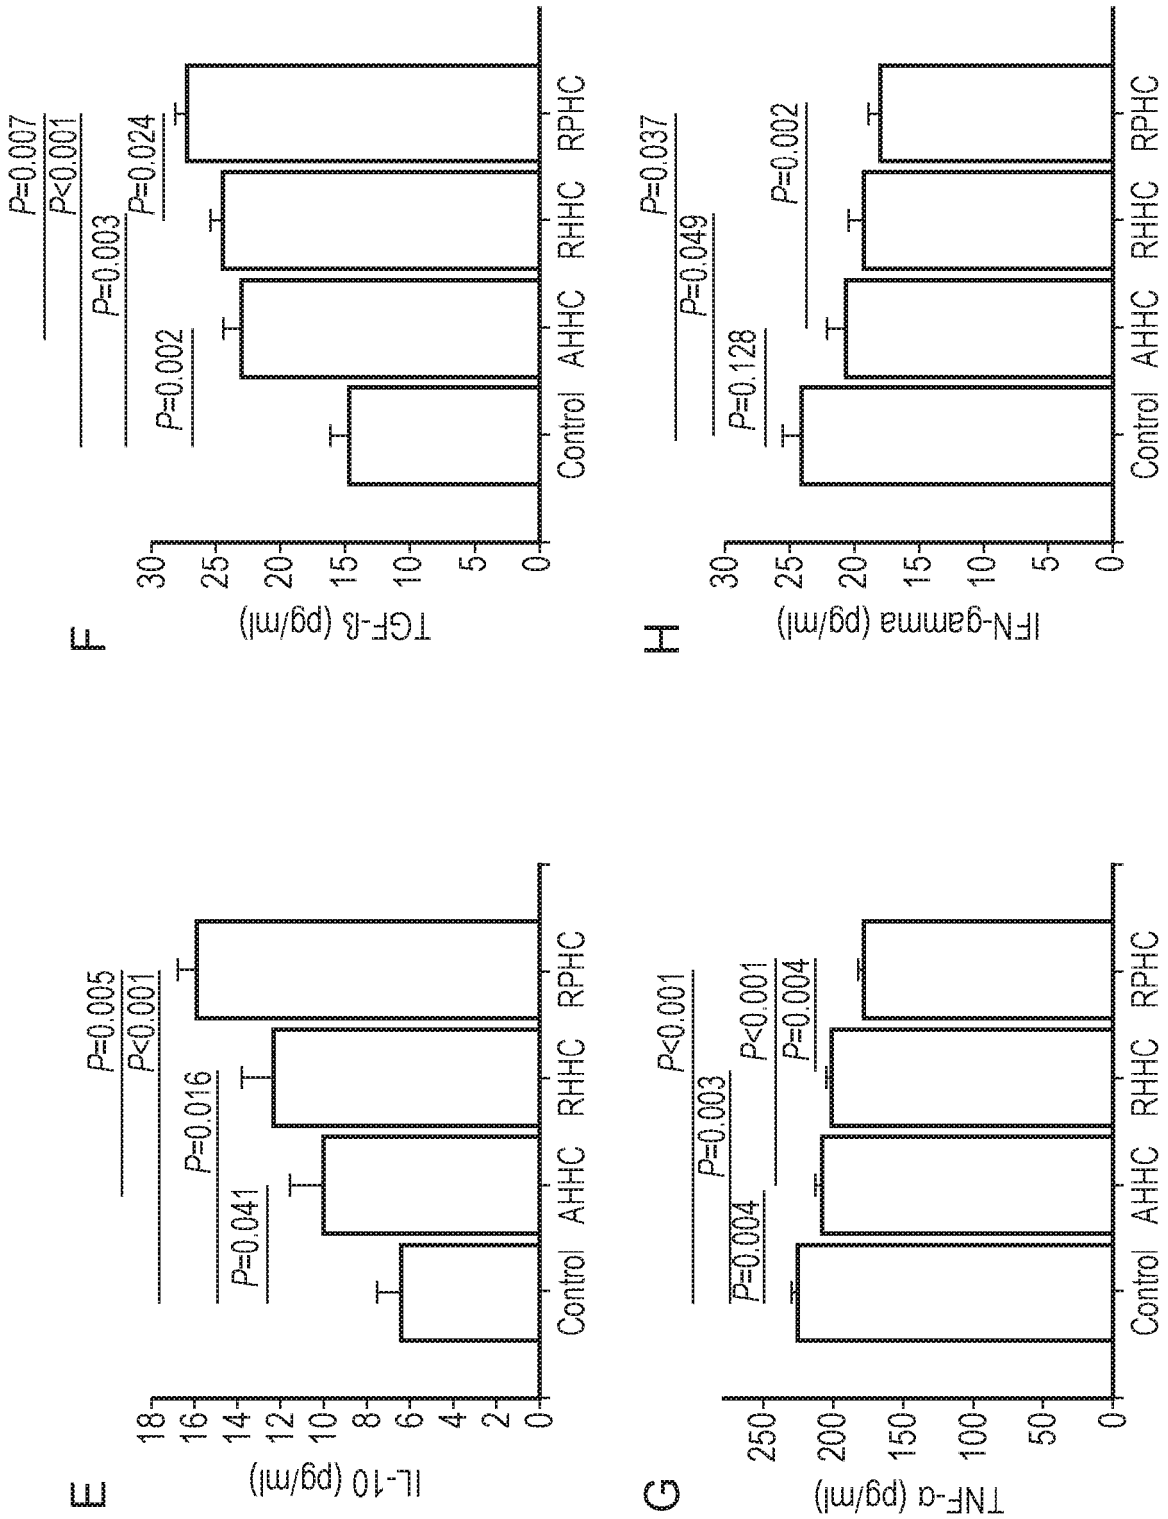 E
IL-10 (pg/ml)
18
16
14
12
10
8
6
4
2
0
P=0.005
P<0.001
P=0.016
P=0.041
Control AHHC RHHC RPHC
F
TGF-ß (pg/ml)
30
25
20
15
10
5
0
P=0.007
P<0.001
P=0.003
P=0.024
P=0.002
Control AHHC RHHC RPHC
G
TNF-α (pg/ml)
250
200
150
100
50
0
P<0.001
P=0.003
P=0.004
P<0.001
P=0.004
Control AHHC RHHC RPHC
H
IFN-gamma (pg/ml)
30
25
20
15
10
5
0
P=0.037
P=0.049
P=0.128
P=0.002
Control AHHC RHHC RPHC